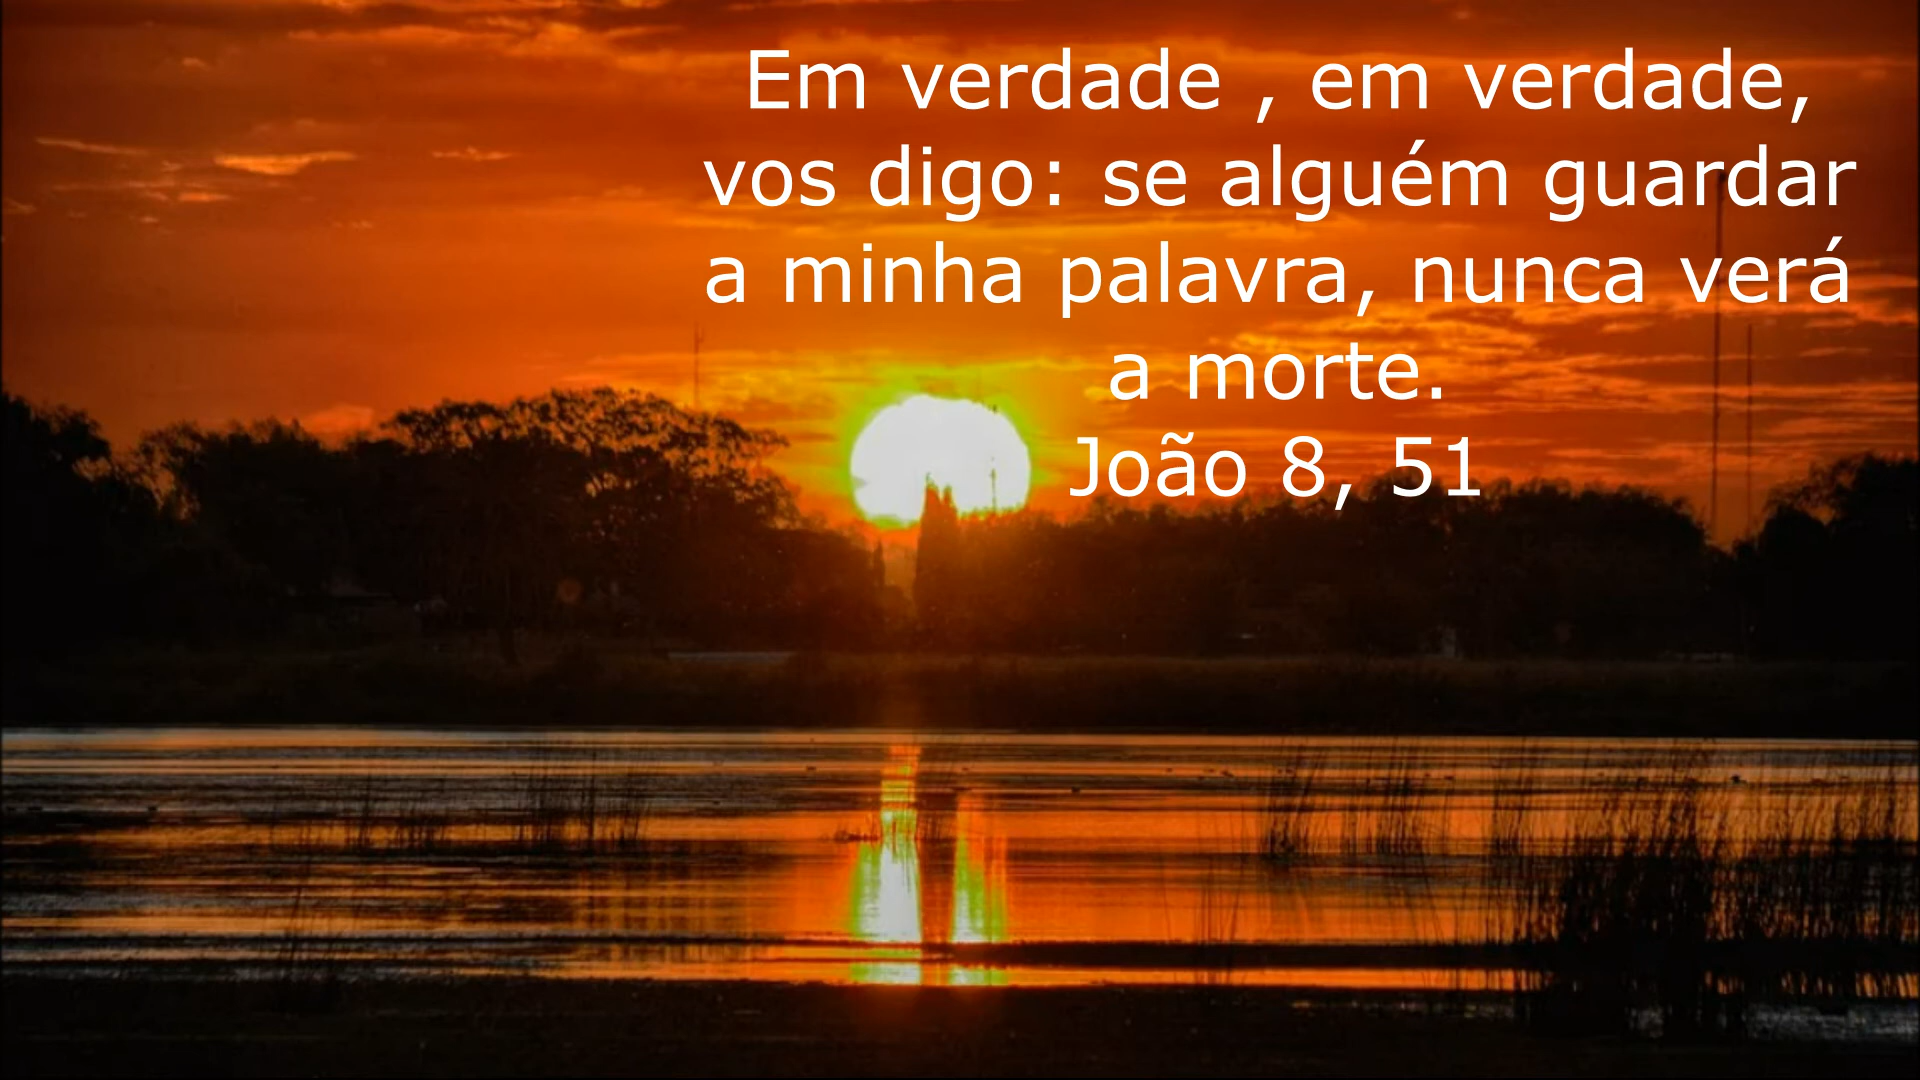 Em verdade , em verdade,
vos digo: se alguém guardar
a minha palavra, nunca verá
a morte.
João 8, 51